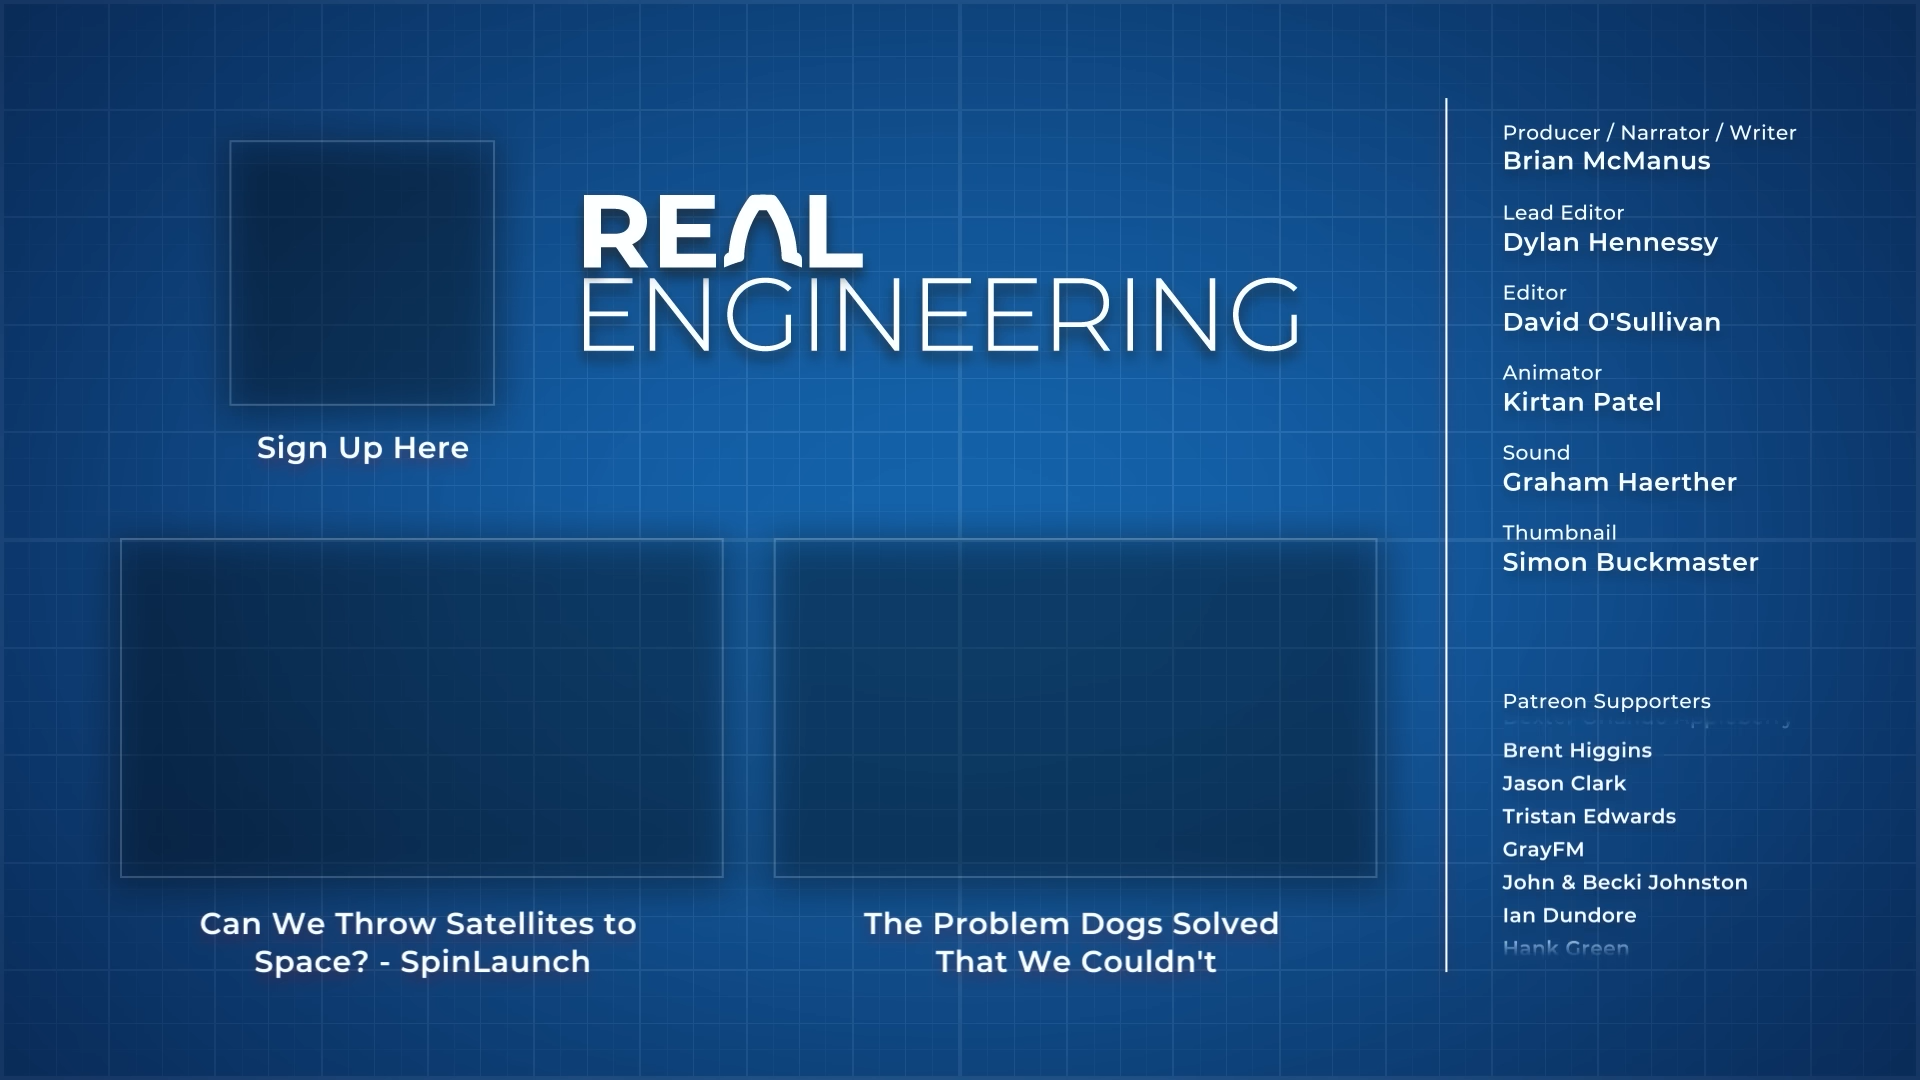 REAL
ENGINEERING
Sign Up Here
Can We Throw Satellites to
Space? - SpinLaunch
The Problem Dogs Solved
That We Couldn't
Producer / Narrator / Writer
Brian McManus
Lead Editor
Dylan Hennessy
Editor
David O'Sullivan
Animator
Kirtan Patel
Sound
Graham Haerther
Thumbnail
Simon Buckmaster
Patreon Supporters
Brent Higgins
Jason Clark
Tristan Edwards
GrayFM
John & Becki Johnston
Ian Dundore
Hank Green